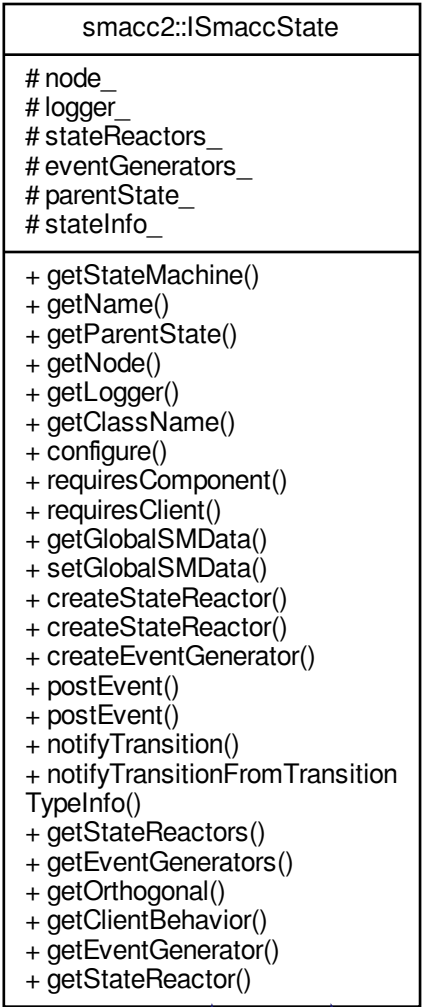 smacc2::ISmaccState
# node_
# logger_
# stateReactors_
# eventGenerators_
# parentState_
# stateInfo_
+ getStateMachine()
+ getName()
+ getParentState()
+ getNode()
+ getLogger()
+ getClassName()
+ configure()
+ requiresComponent()
+ requiresClient()
+ getGlobalSMData()
+ setGlobalSMData()
+ createStateReactor()
+ createStateReactor()
+ createEventGenerator()
+ postEvent()
+ postEvent()
+ notifyTransition()
+ notifyTransitionFromTransition
TypeInfo()
+ getStateReactors()
+ getEventGenerators()
+ getOrthogonal()
+ getClientBehavior()
+ getEventGenerator()
+ getStateReactor()